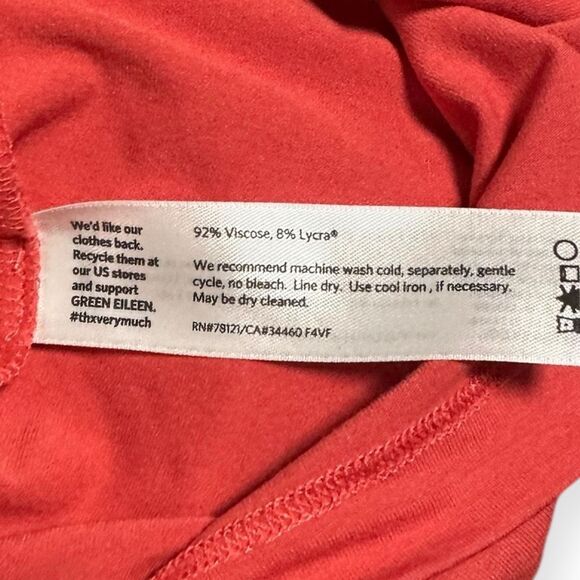 We'd like our
clothes back.
Recycle them at
our US stores
and support
GREEN EILEEN.
#thxverymuch
92% Viscose, 8% Lycra®
We recommend machine wash cold, separately, gentle
cycle, no bleach. Line dry. Use cool iron , if necessary.
May be dry cleaned.
RN#78121/CA#34460 F4VF